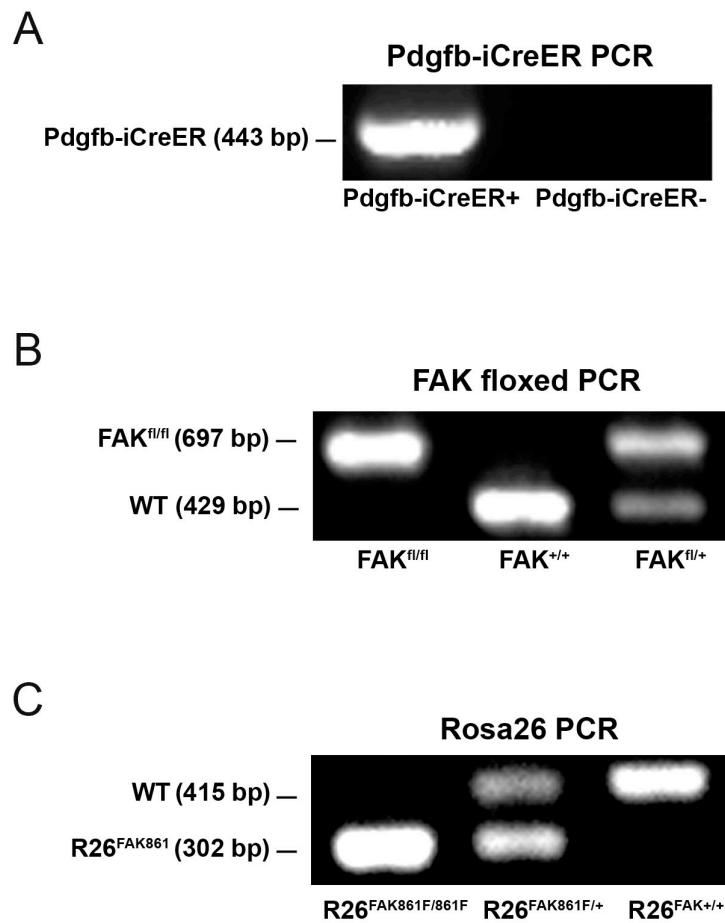 A
Pdgfb-iCreER PCR
Pdgfb-iCreER (443 bp) –
Pdgfb-iCreER+ Pdgfb-iCreER-
B
FAK floxed PCR
FAKfl/fl (697 bp) –
WT (429 bp) –
FAKfl/fl FAK+/+ FAKfl/+
C
Rosa26 PCR
WT (415 bp) –
R26FAK861 (302 bp) –
R26FAK861F/861F R26FAK861F/+ R26FAK+/+